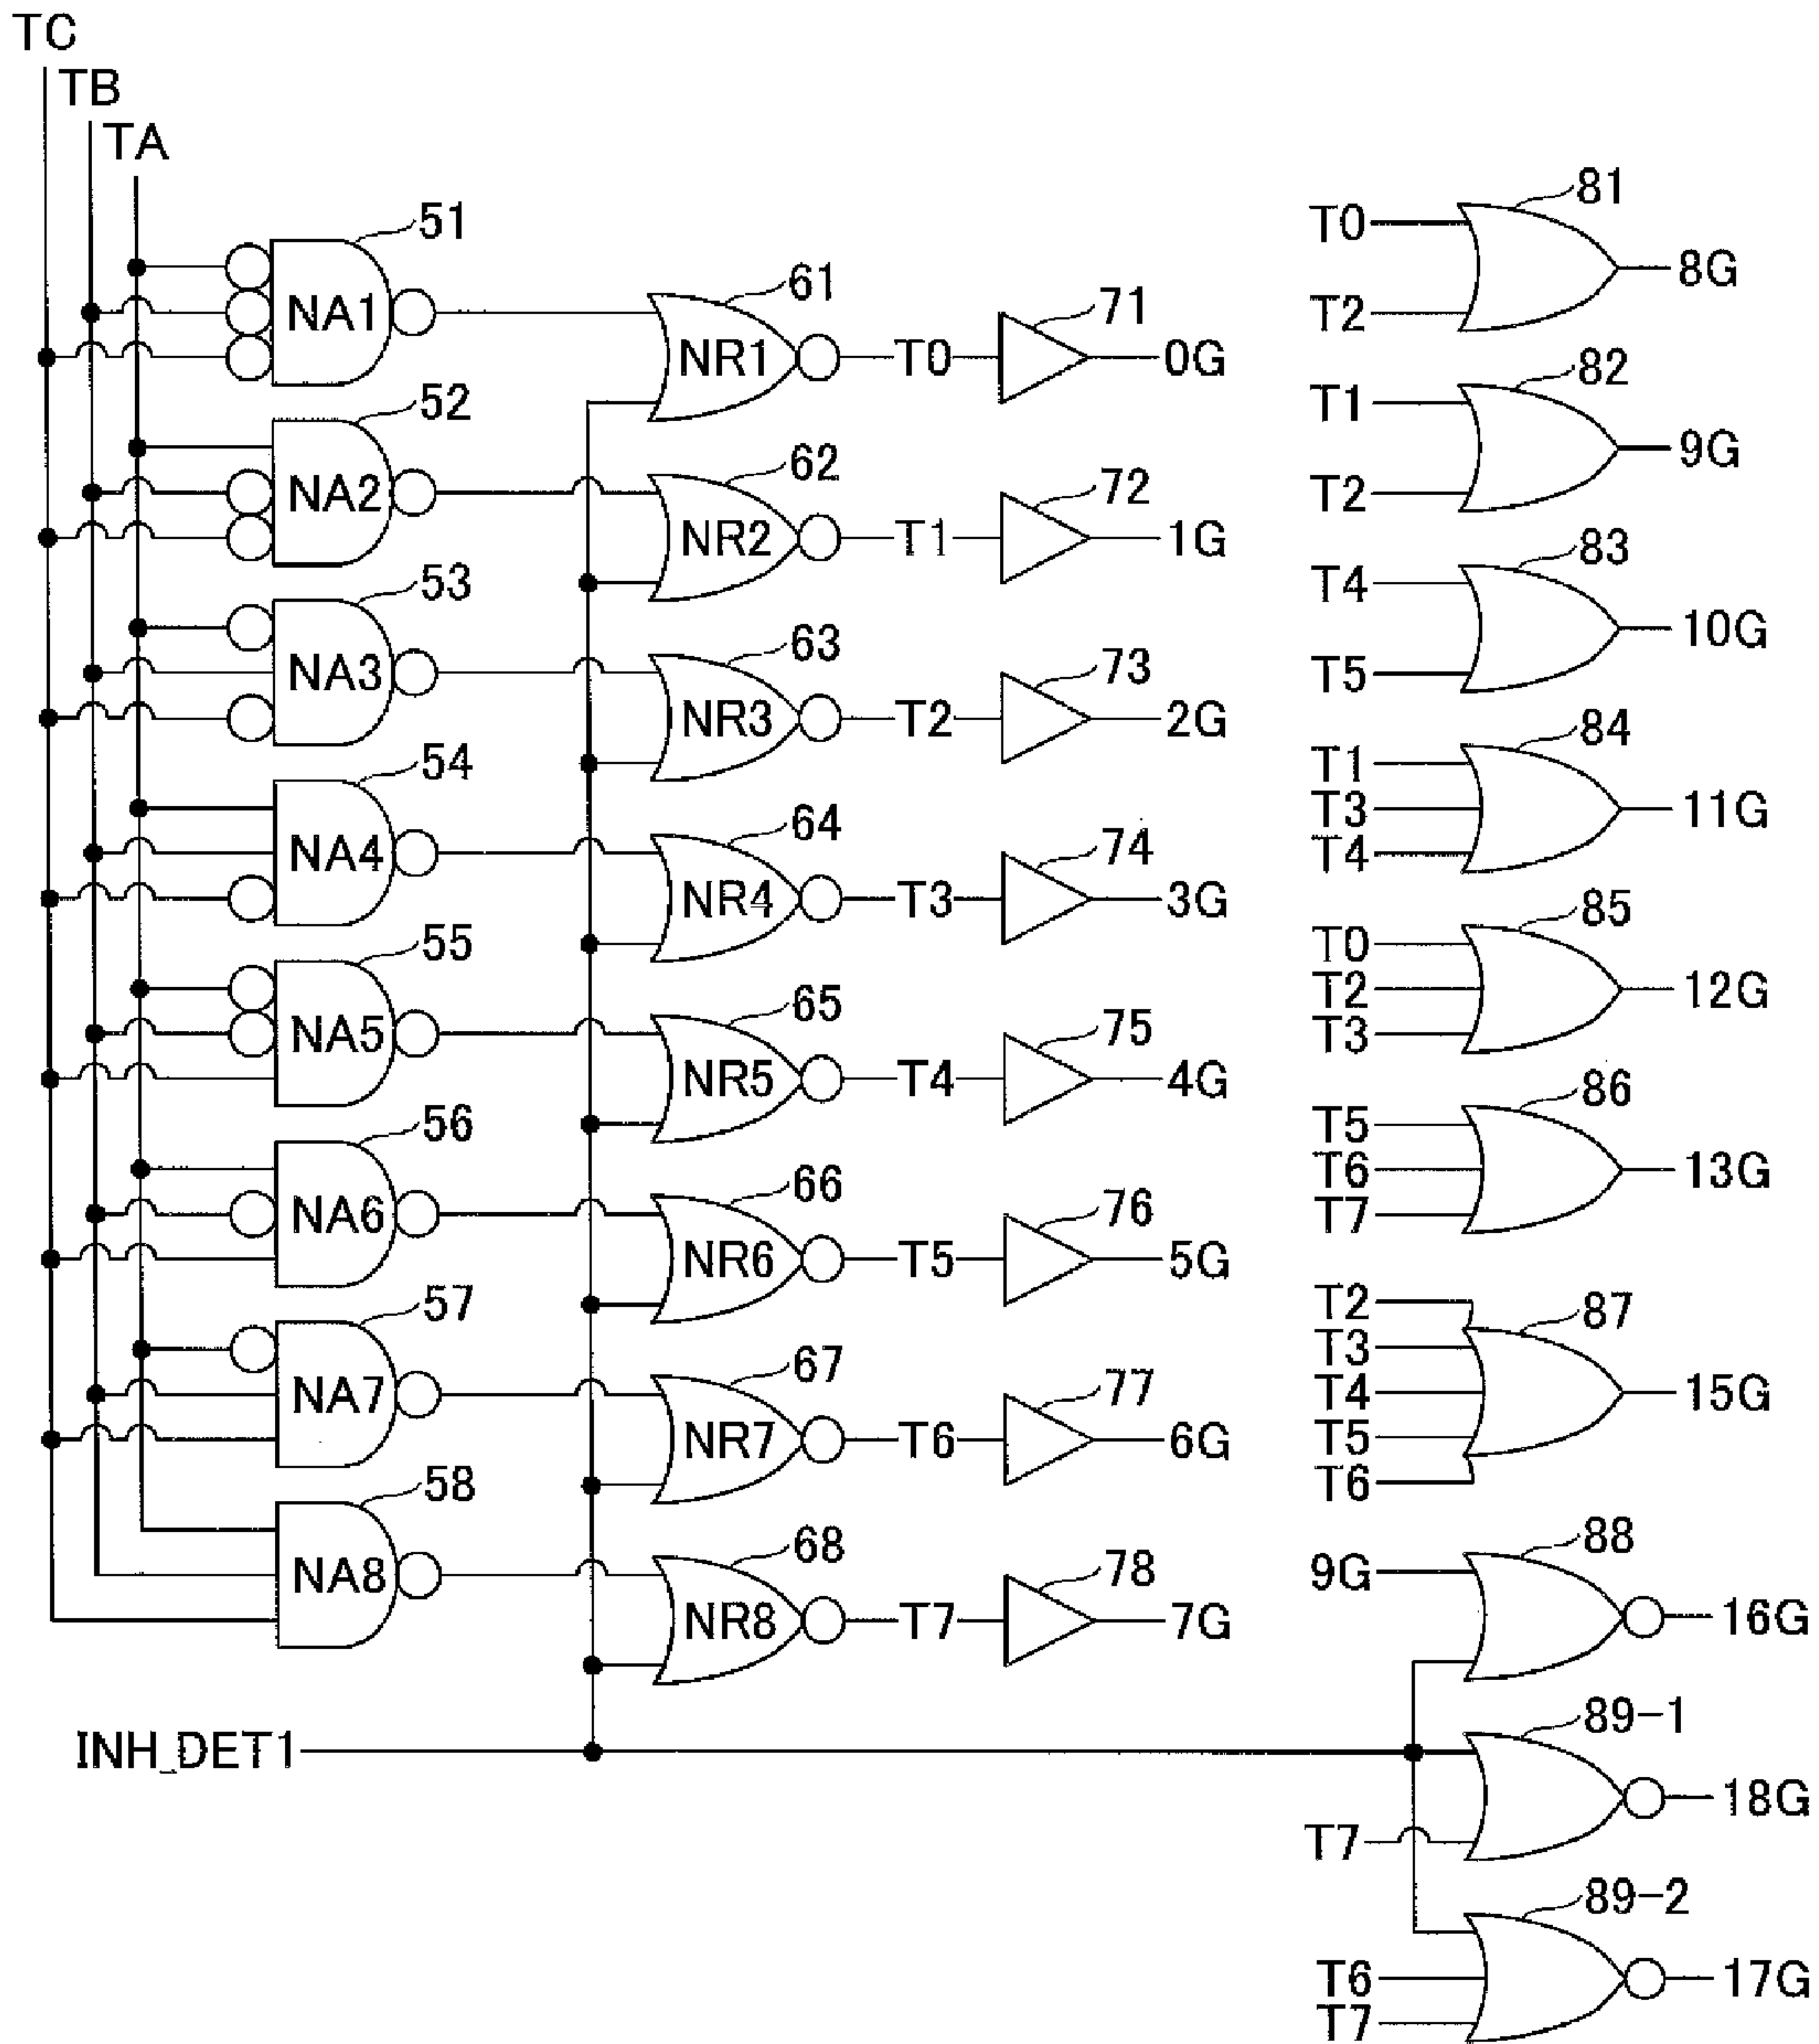 TC
TB
TA
51
NA1
61
NR1
T0
71
0G
52
NA2
62
NR2
T1
72
1G
53
NA3
63
NR3
T2
73
2G
54
NA4
64
NR4
T3
74
3G
55
NA5
65
NR5
T4
75
4G
56
NA6
66
NR6
T5
76
5G
57
NA7
67
NR7
T6
77
6G
58
NA8
68
NR8
T7
78
7G
INH_DET1
T0
T2
81
8G
T1
T2
82
9G
T4
T5
83
10G
T1
T3
T4
84
11G
T0
T2
T3
85
12G
T5
T6
T7
86
13G
T2
T3
T4
T5
T6
87
15G
9G
88
16G
89-1
T7
18G
89-2
T6
T7
17G